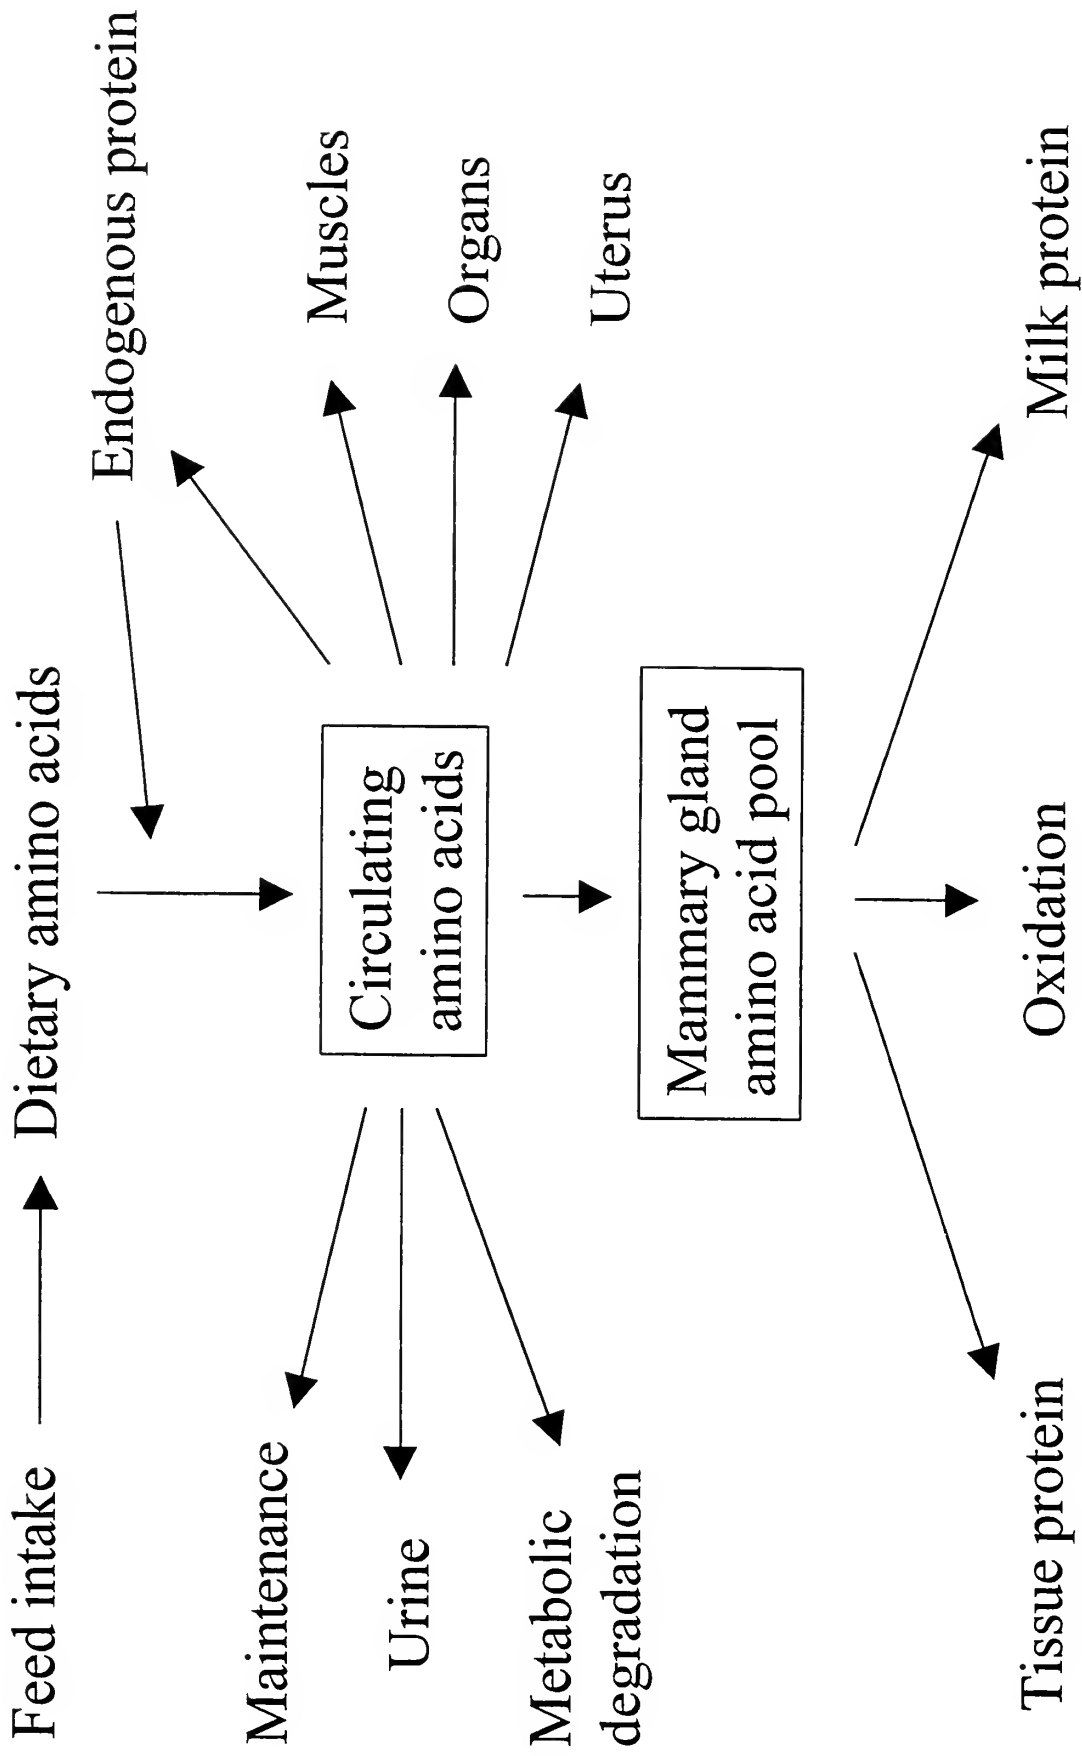 Feed intake
Dietary amino acids
Endogenous protein
Maintenance
Urine
Metabolic
degradation
Circulating
amino acids
Muscles
Organs
Uterus
Mammary gland
amino acid pool
Tissue protein
Oxidation
Milk protein